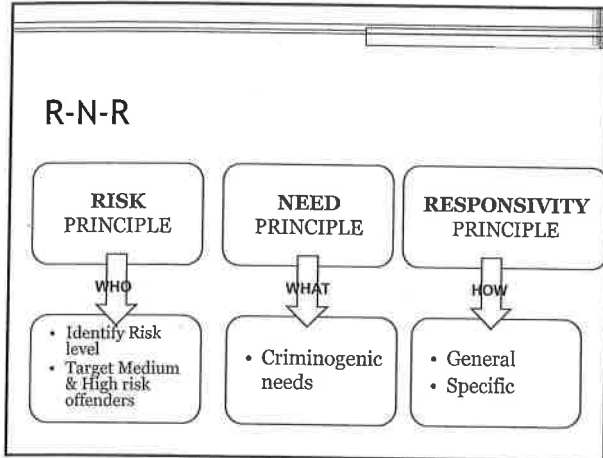 R-N-R
RISK
PRINCIPLE
NEED
PRINCIPLE
RESPONSIVITY
PRINCIPLE
WHO
WHAT
HOW
• Identify Risk
level
• Target Medium
& High risk
offenders
• Criminogenic
needs
• General
• Specific